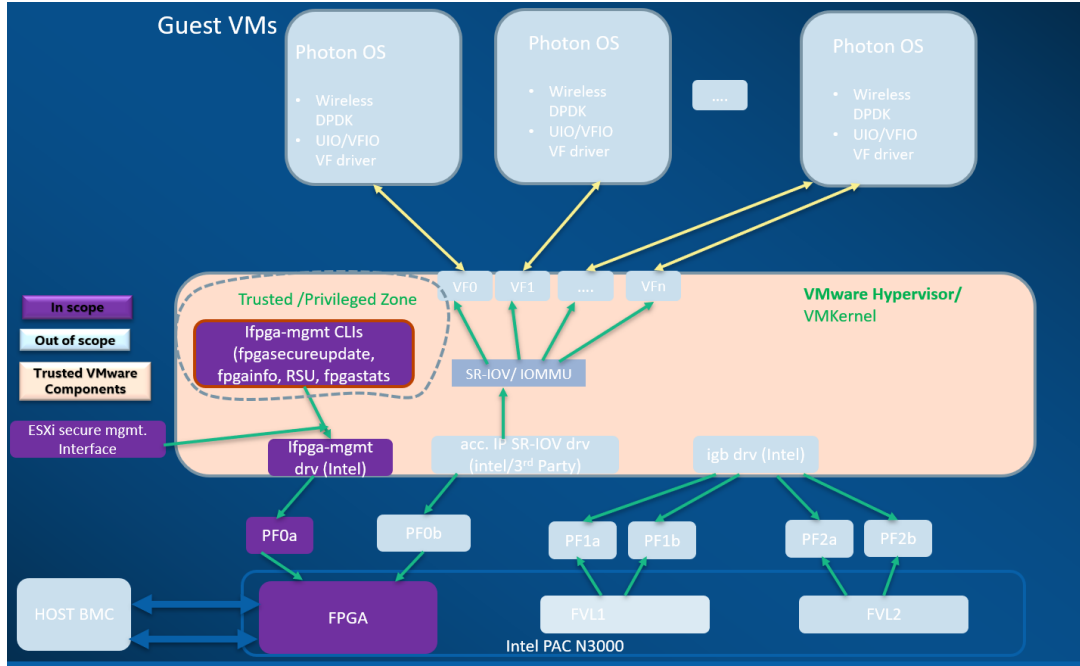 Guest VMs
Photon OS
• Wireless
DPDK
• UIO/VFIO
VF driver
Photon OS
• Wireless
DPDK
• UIO/VFIO
VF driver
....
Photon OS
• Wireless
DPDK
• UIO/VFIO
VF driver
VF0
VF1
....
VFn
Trusted /Privileged Zone
VMware Hypervisor/
VMKernel
In scope
Out of scope
Trusted VMware
Components
Ifpga-mgmt CLIs
(fpgasecureupdate,
fpgainfo, RSU, fpgastats
SR-IOV/ IOMMU
ESXi secure mgmt.
Interface
Ifpga-mgmt
drv (Intel)
acc. IP SR-IOV drv
(intel/3rd Party)
igb drv (Intel)
PF0a
PF0b
PF1a
PF1b
PF2a
PF2b
HOST BMC
FPGA
FVL1
FVL2
Intel PAC N3000